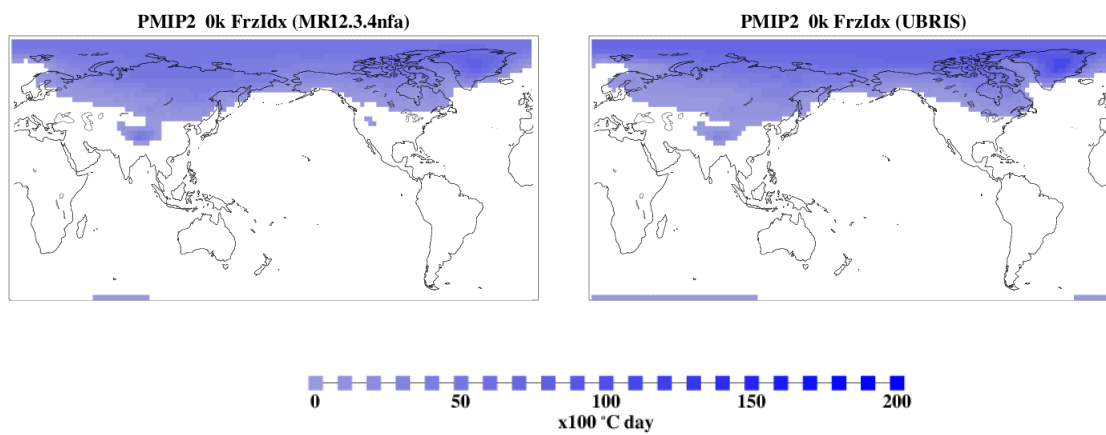 PMIP2 0k FrzIdx (MRI2.3.4nfa)
PMIP2 0k FrzIdx (UBRIS)
0 50 100 150 200
x100 °C day